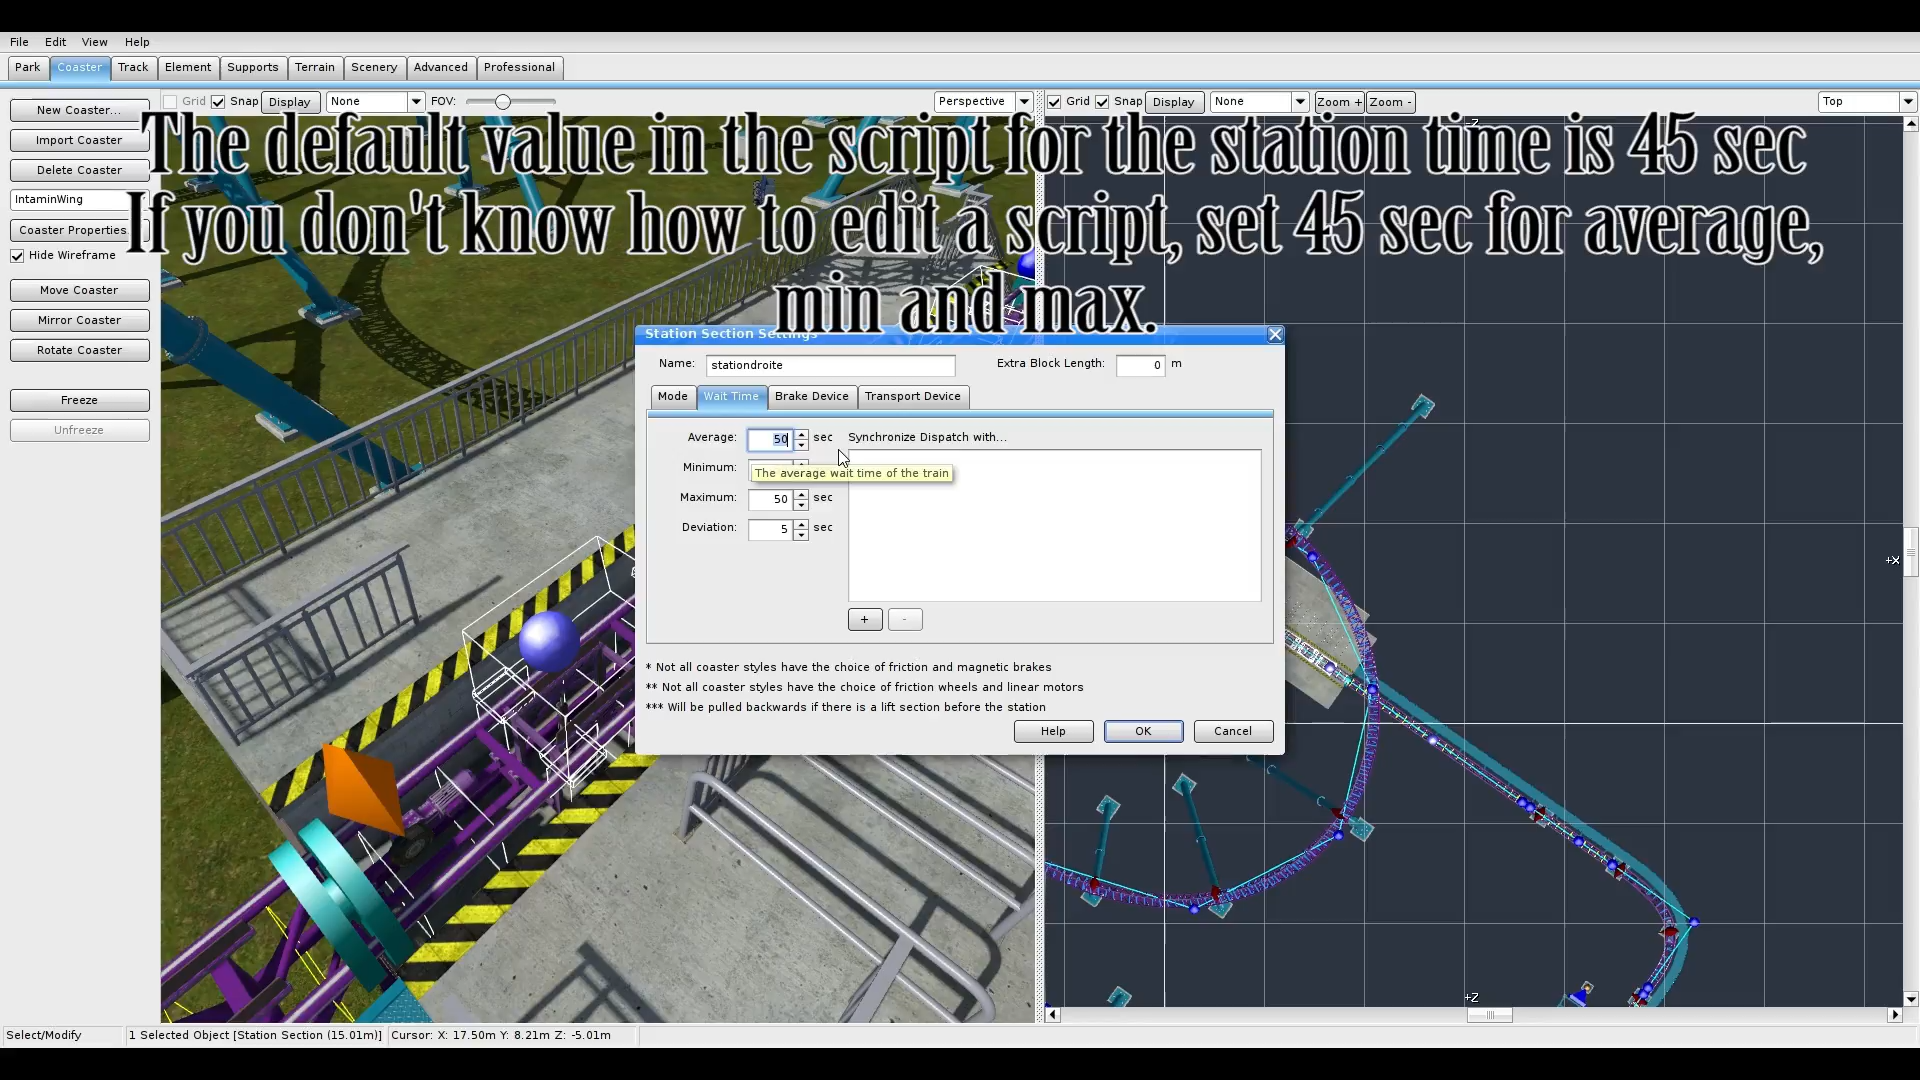 File Edit View Help
Park Coaster Track Element Supports Terrain Scenery Advanced Professional
New Coaster...
Import Coaster
Delete Coaster
IntaminWing
Coaster Properties
Hide Wireframe
Move Coaster
Mirror Coaster
Rotate Coaster
Freeze
Unfreeze
Grid Snap Display None FOV: Perspective
Grid Snap Display None Zoom + Zoom - Top
The default value in the script for the station time is 45 sec
If you don't know how to edit a script, set 45 sec for average,
min and max.
Station Section Settings
Name: stationdroite Extra Block Length: 0 m
Mode Wait Time Brake Device Transport Device
Average: 50 sec Synchronize Dispatch with...
Minimum:
The average wait time of the train
Maximum: 50 sec
Deviation: 5 sec
+ -
* Not all coaster styles have the choice of friction and magnetic brakes
** Not all coaster styles have the choice of friction wheels and linear motors
*** Will be pulled backwards if there is a lift section before the station
Help OK Cancel
-Z
+X
+Z
Select/Modify 1 Selected Object [Station Section (15.01m)] Cursor: X: 17.50m Y: 8.21m Z: -5.01m